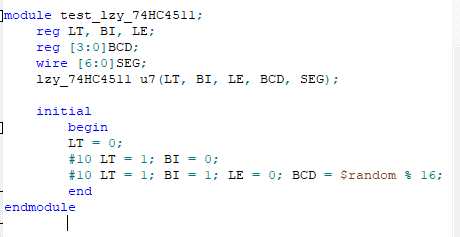 module test_lzy_74HC4511;
reg LT, BI, LE;
reg [3:0]BCD;
wire [6:0]SEG;
lzy_74HC4511 u7(LT, BI, LE, BCD, SEG);
initial
begin
LT = 0;
#10 LT = 1; BI = 0;
#10 LT = 1; BI = 1; LE = 0; BCD = $random % 16;
end
endmodule